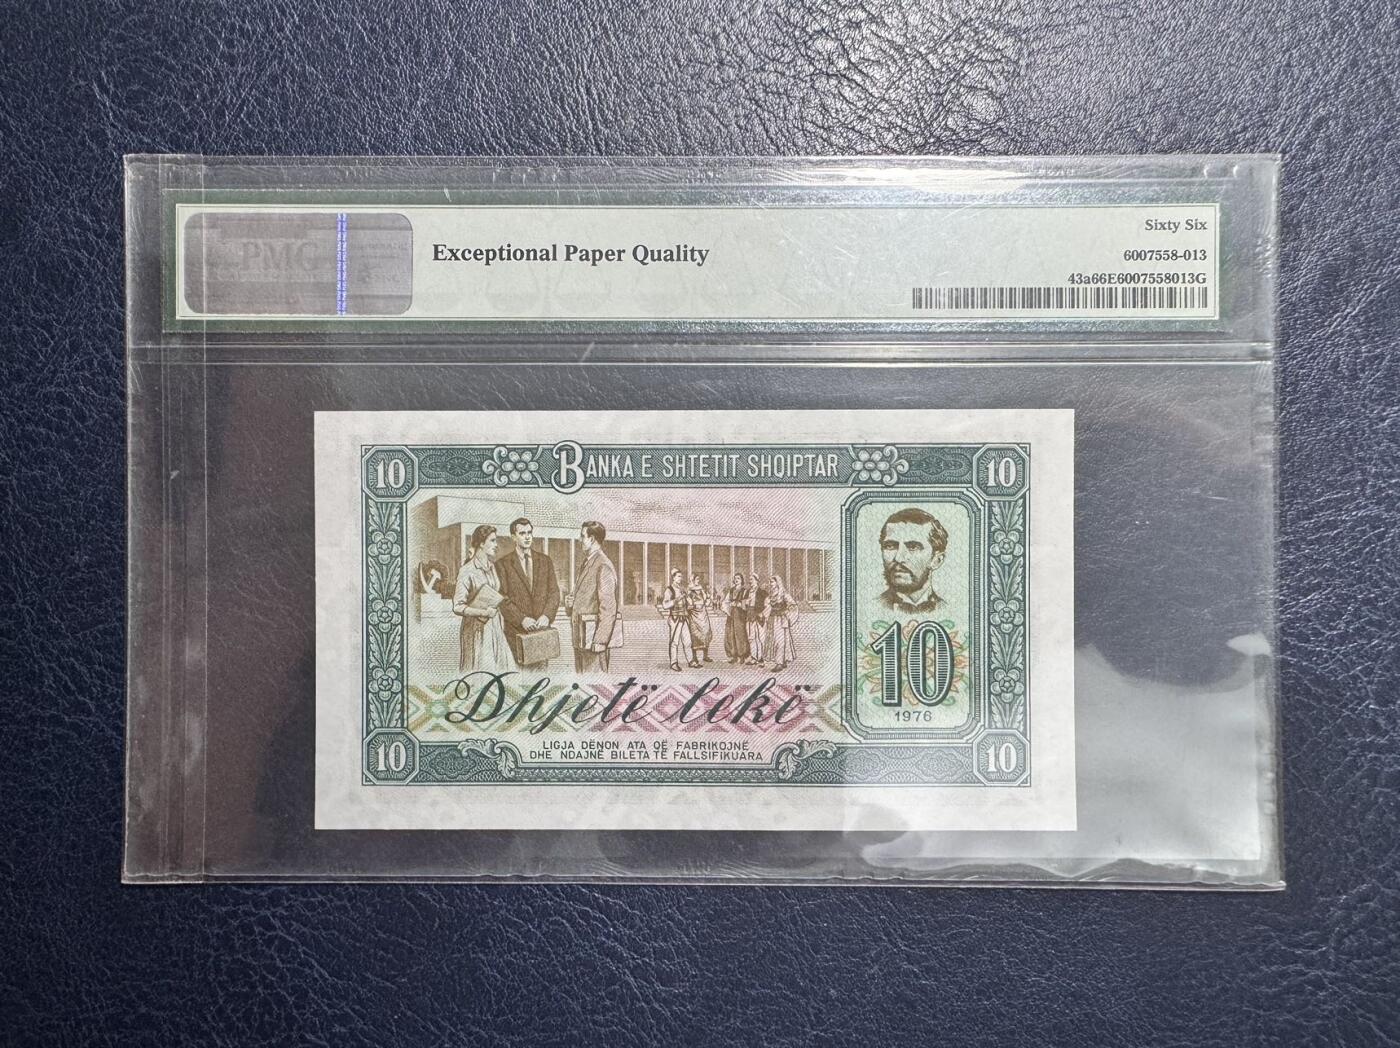 PMG
Exceptional Paper Quality
Sixty Six
6007558-013
43a66E6007558013G
10
BANKA E SHTETIT SHQIPTAR
10
10
1976
Dhjetë lekë
LIGJA DËNON ATA QË FABRIKOJNË
DHE NDAJNË BILETA TË FALLSIFIKUARA
10
10